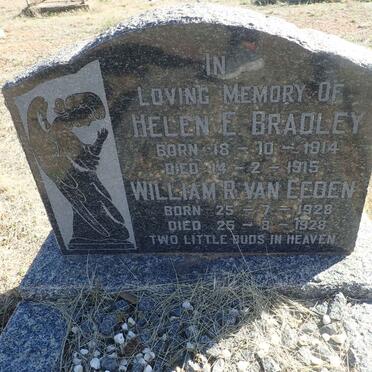 IN
LOVING MEMORY OF
HELEN E. BRADLEY
BORN 18 - 10 - 1914
DIED 14 - 2 - 1915
WILLIAM R. VAN EEDEN
BORN 25 - 7 - 1928
DIED 25 - 8 - 1928
TWO LITTLE BUDS IN HEAVEN